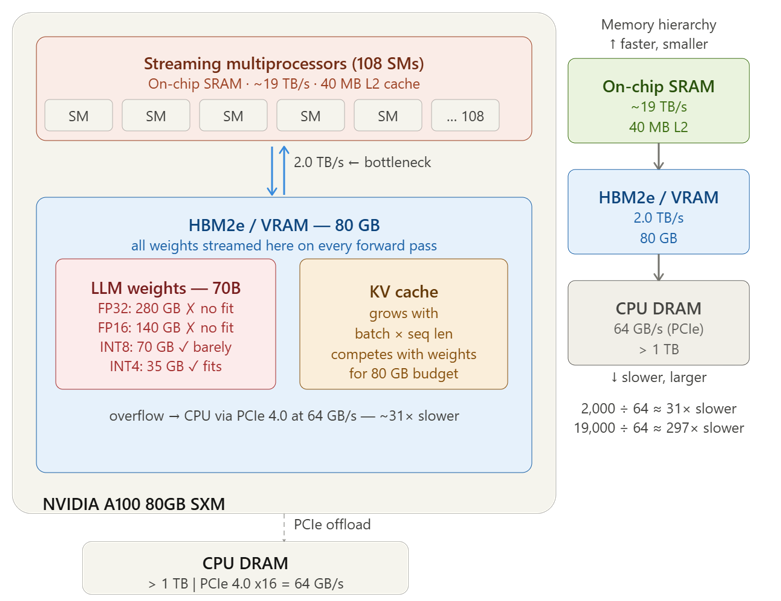 Streaming multiprocessors (108 SMs)
On-chip SRAM · ~19 TB/s · 40 MB L2 cache
SM
SM
SM
SM
SM
... 108
2.0 TB/s ← bottleneck
HBM2e / VRAM — 80 GB
all weights streamed here on every forward pass
LLM weights — 70B
FP32: 280 GB ✗ no fit
FP16: 140 GB ✗ no fit
INT8: 70 GB ✓ barely
INT4: 35 GB ✓ fits
KV cache
grows with
batch × seq len
competes with weights
for 80 GB budget
overflow → CPU via PCIe 4.0 at 64 GB/s — ~31× slower
NVIDIA A100 80GB SXM
PCIe offload
CPU DRAM
> 1 TB | PCIe 4.0 x16 = 64 GB/s
Memory hierarchy
↑ faster, smaller
On-chip SRAM
~19 TB/s
40 MB L2
HBM2e / VRAM
2.0 TB/s
80 GB
CPU DRAM
64 GB/s (PCIe)
> 1 TB
↓ slower, larger
2,000 ÷ 64 ≈ 31× slower
19,000 ÷ 64 ≈ 297× slower